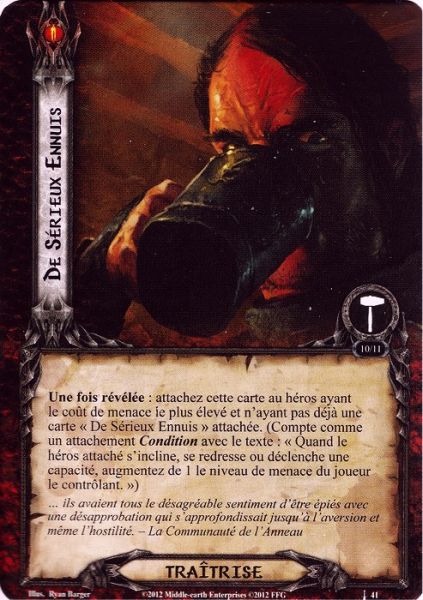 De Sérieux Ennuis
10/11
Une fois révélée : attachez cette carte au héros ayant
le coût de menace le plus élevé et n'ayant pas déjà une
carte « De Sérieux Ennuis » attachée. (Compte comme
un attachement Condition avec le texte : « Quand le
héros attaché s'incline, se redresse ou déclenche une
capacité, augmentez de 1 le niveau de menace du joueur
le contrôlant. »)
... ils avaient tous le désagréable sentiment d'être épiés avec
une désapprobation qui s'approfondissait jusqu'à l'aversion et
même l'hostilité. – La Communauté de l'Anneau
TRAÎTRISE
Illus. Ryan Barger ©2012 Middle-earth Enterprises ©2012 FFG 41